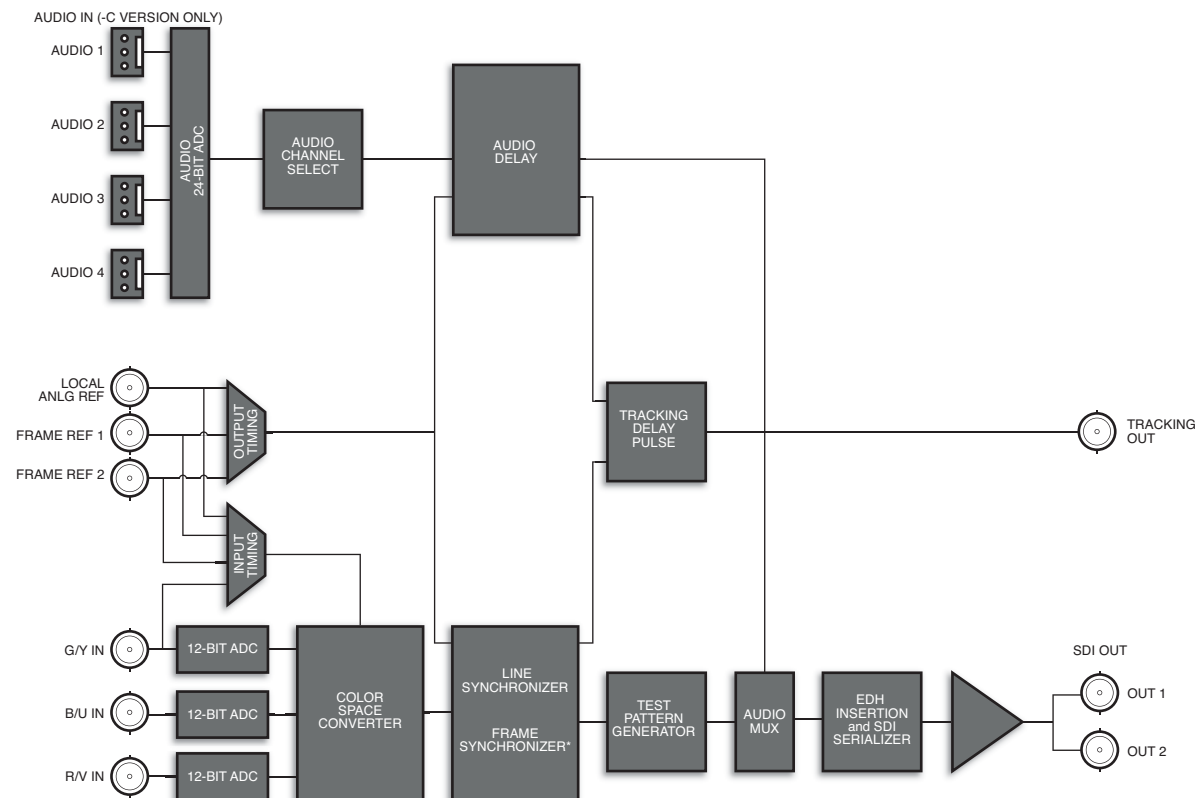 AUDIO IN (-C VERSION ONLY)
AUDIO 1
AUDIO 2
AUDIO 3
AUDIO 4
AUDIO
24-BIT ADC
AUDIO
CHANNEL
SELECT
AUDIO
DELAY
LOCAL
ANLG REF
FRAME REF 1
FRAME REF 2
OUTPUT
TIMING
INPUT
TIMING
TRACKING
DELAY
PULSE
TRACKING
OUT
G/Y IN
12-BIT ADC
B/U IN
12-BIT ADC
R/V IN
12-BIT ADC
COLOR
SPACE
CONVERTER
LINE
SYNCHRONIZER
FRAME
SYNCHRONIZER*
TEST
PATTERN
GENERATOR
AUDIO
MUX
EDH
INSERTION
and SDI
SERIALIZER
SDI OUT
OUT 1
OUT 2